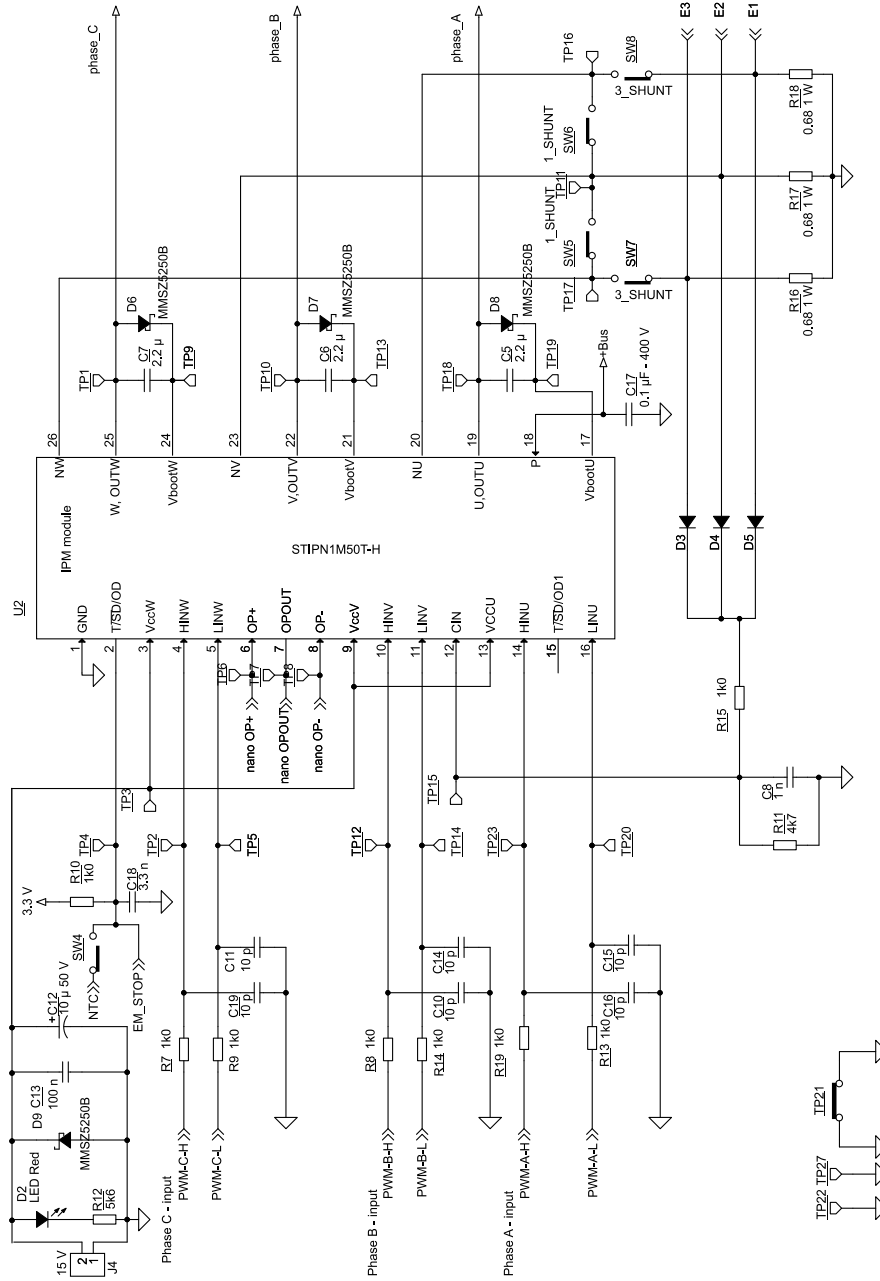 phase_C
phase_B
phase_A
E3
E2
E1
TP16
SW8
3_SHUNT
R18
0.68 1 W
1_SHUNT
SW6
TP11
R17
0.68 1 W
1_SHUNT
SW5
SW7
TP17
3_SHUNT
R16
0.68 1 W
D6
MMSZ5250B
C7
2.2 µ
TP1
TP9
D7
MMSZ5250B
C6
2.2 µ
TP10
TP13
D8
MMSZ5250B
C5
2.2 µ
TP18
TP19
+Bus
C17
0.1 µF - 400 V
26
25
24
23
22
21
20
19
18
17
NW
W, OUTW
VbootW
NV
V,OUTV
VbootV
NU
U,OUTU
P
VbootU
IPM module
STIPN1M50T-H
U2
GND
T/SD/OD
VccW
HINW
LINW
OP+
OPOUT
OP-
VccV
HINV
LINV
CIN
VCCU
HINU
T/SD/OD1
LINU
1
2
3
4
5
6
7
8
9
10
11
12
13
14
15
16
D3
D4
D5
TP6
TP7
TP8
nano OP+
nano OPOUT
nano OP-
R15 1k0
TP3
TP15
C8
1 n
R11
4k7
TP4
TP2
TP5
TP12
TP14
TP23
TP20
3.3 V
R10
1k0
C18
3.3 n
SW4
NTC
EM_STOP
+C12
10 µ 50 V
C13
100 n
D9
MMSZ5250B
D2
LED Red
R12
5k6
15 V
2
1
J4
C11
10 p
C19
10 p
R7 1k0
R9 1k0
PWM-C-H
PWM-C-L
Phase C - input
C14
10 p
C10
10 p
R8 1k0
R14 1k0
PWM-B-H
PWM-B-L
Phase B - input
C15
10 p
C16
10 p
R19 1k0
R13 1k0
PWM-A-H
PWM-A-L
Phase A - input
TP21
TP27
TP22